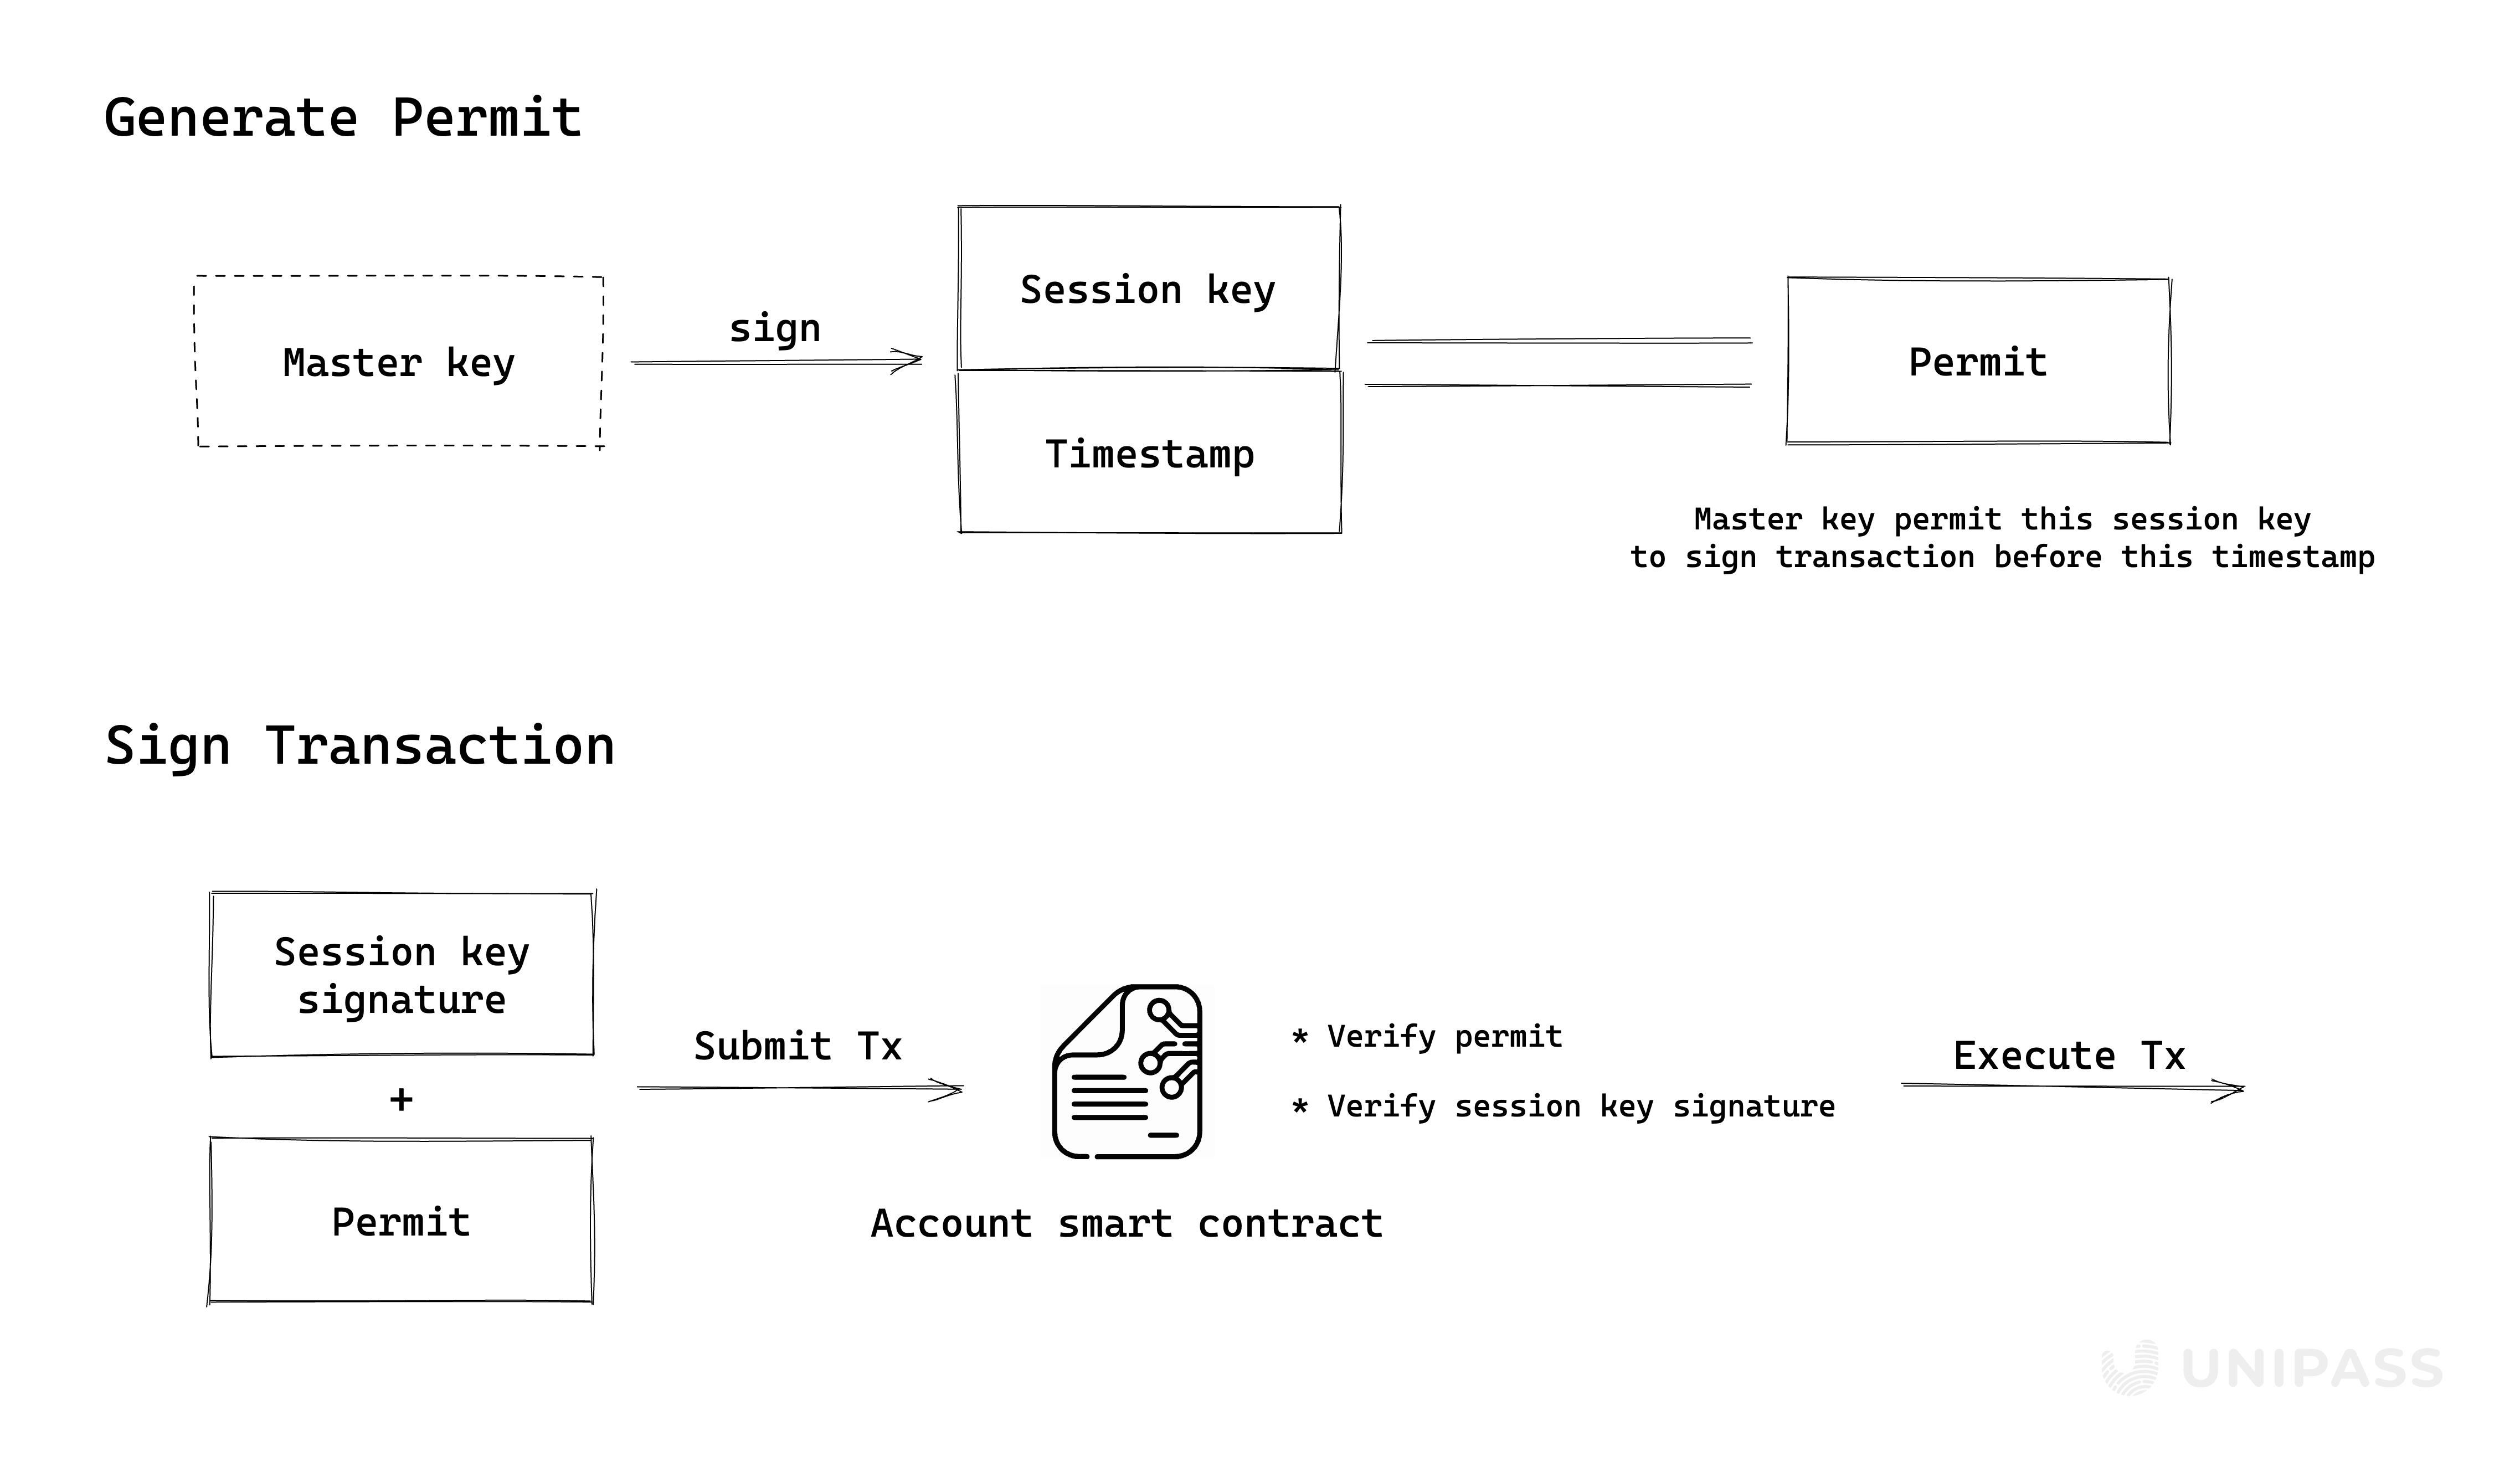 Generate Permit
Master key
sign
Session key
Timestamp
Permit
Master key permit this session key
to sign transaction before this timestamp
Sign Transaction
Session key
signature
+
Permit
Submit Tx
Account smart contract
* Verify permit
* Verify session key signature
Execute Tx
UNIPASS